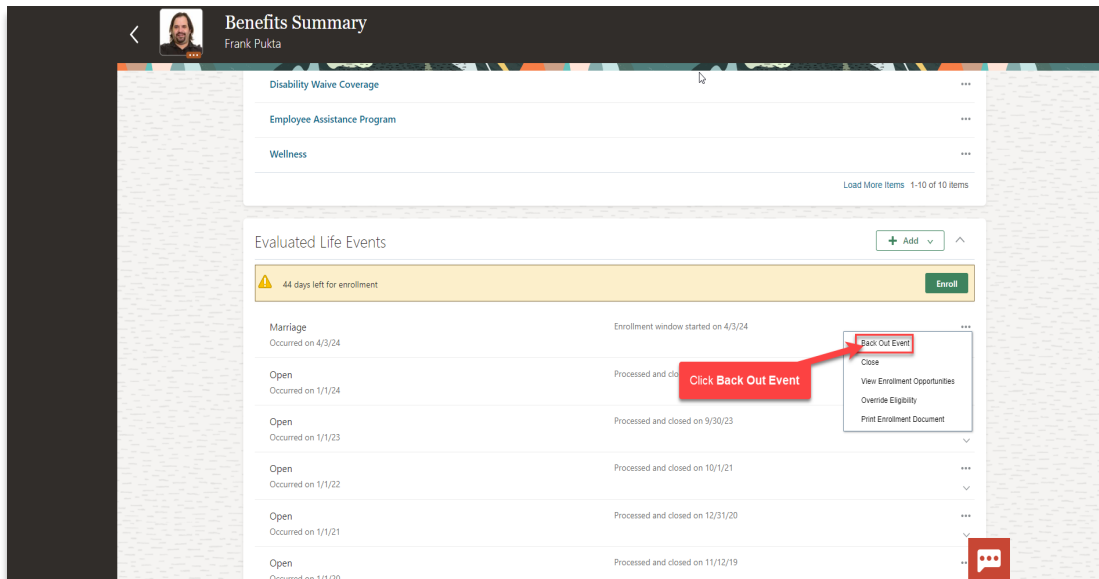 Benefits Summary
Frank Pukta
Disability Waive Coverage
Employee Assistance Program
Wellness
Load More Items 1-10 of 10 items
Evaluated Life Events
Add
44 days left for enrollment
Enroll
Marriage
Enrollment window started on 4/3/24
Occurred on 4/3/24
Back Out Event
Close
View Enrollment Opportunities
Override Eligibility
Print Enrollment Document
Click Back Out Event
Open
Processed and clo
Occurred on 1/1/24
Open
Processed and closed on 9/30/23
Occurred on 1/1/23
Open
Processed and closed on 10/1/21
Occurred on 1/1/22
Open
Processed and closed on 12/31/20
Occurred on 1/1/21
Open
Processed and closed on 11/12/19
Occurred on 1/1/20